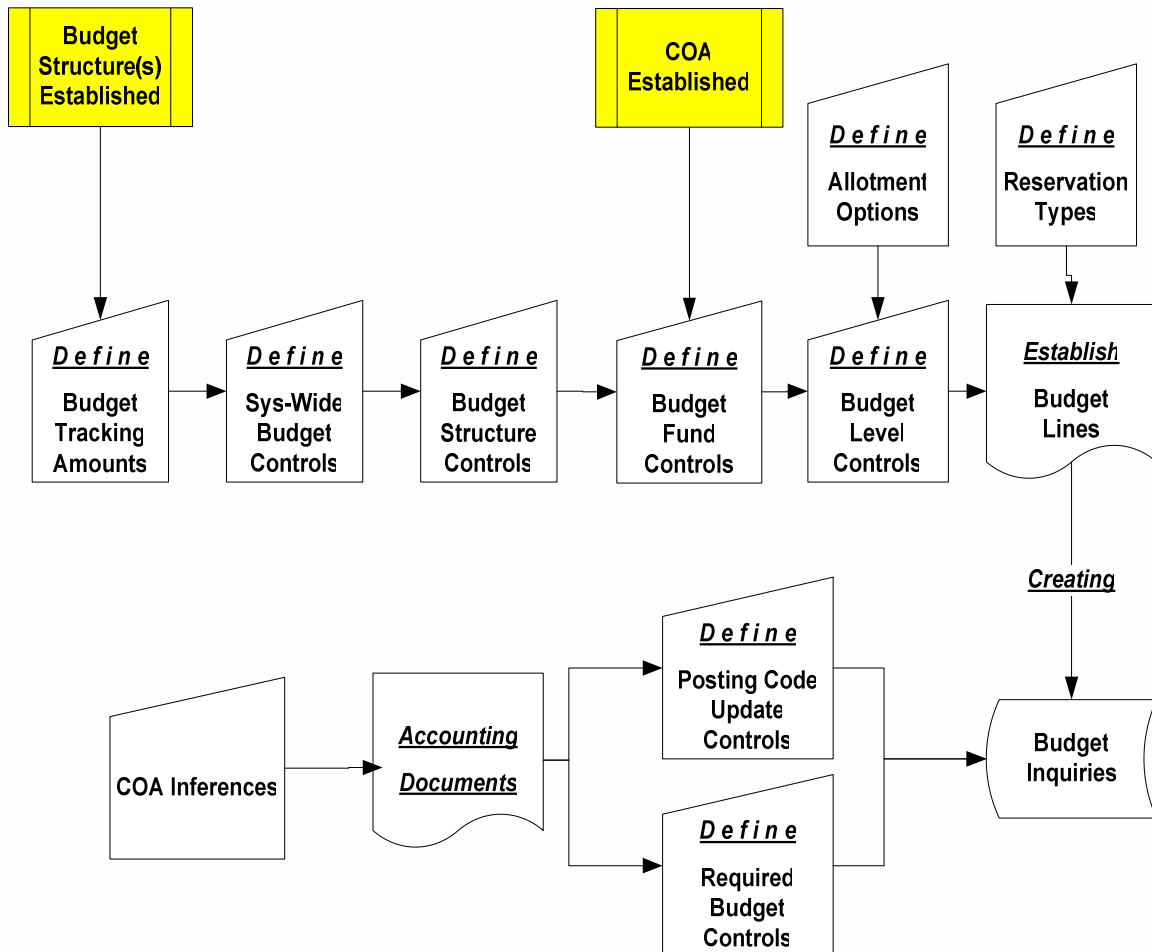 Budget
Structure(s)
Established
COA
Established
Define
Allotment
Options
Define
Reservation
Types
Define
Budget
Tracking
Amounts
Define
Sys-Wide
Budget
Controls
Define
Budget
Structure
Controls
Define
Budget
Fund
Controls
Define
Budget
Level
Controls
Establish
Budget
Lines
Creating
COA Inferences
Accounting
Documents
Define
Posting Code
Update
Controls
Define
Required
Budget
Controls
Budget
Inquiries